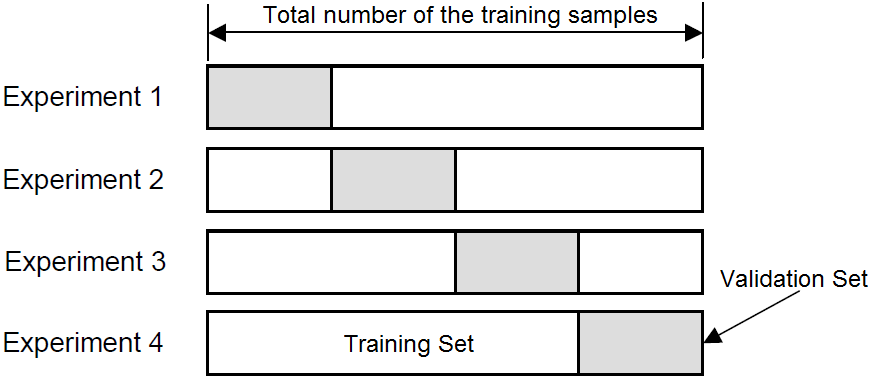 Total number of the training samples
Experiment 1
Experiment 2
Experiment 3
Validation Set
Experiment 4
Training Set